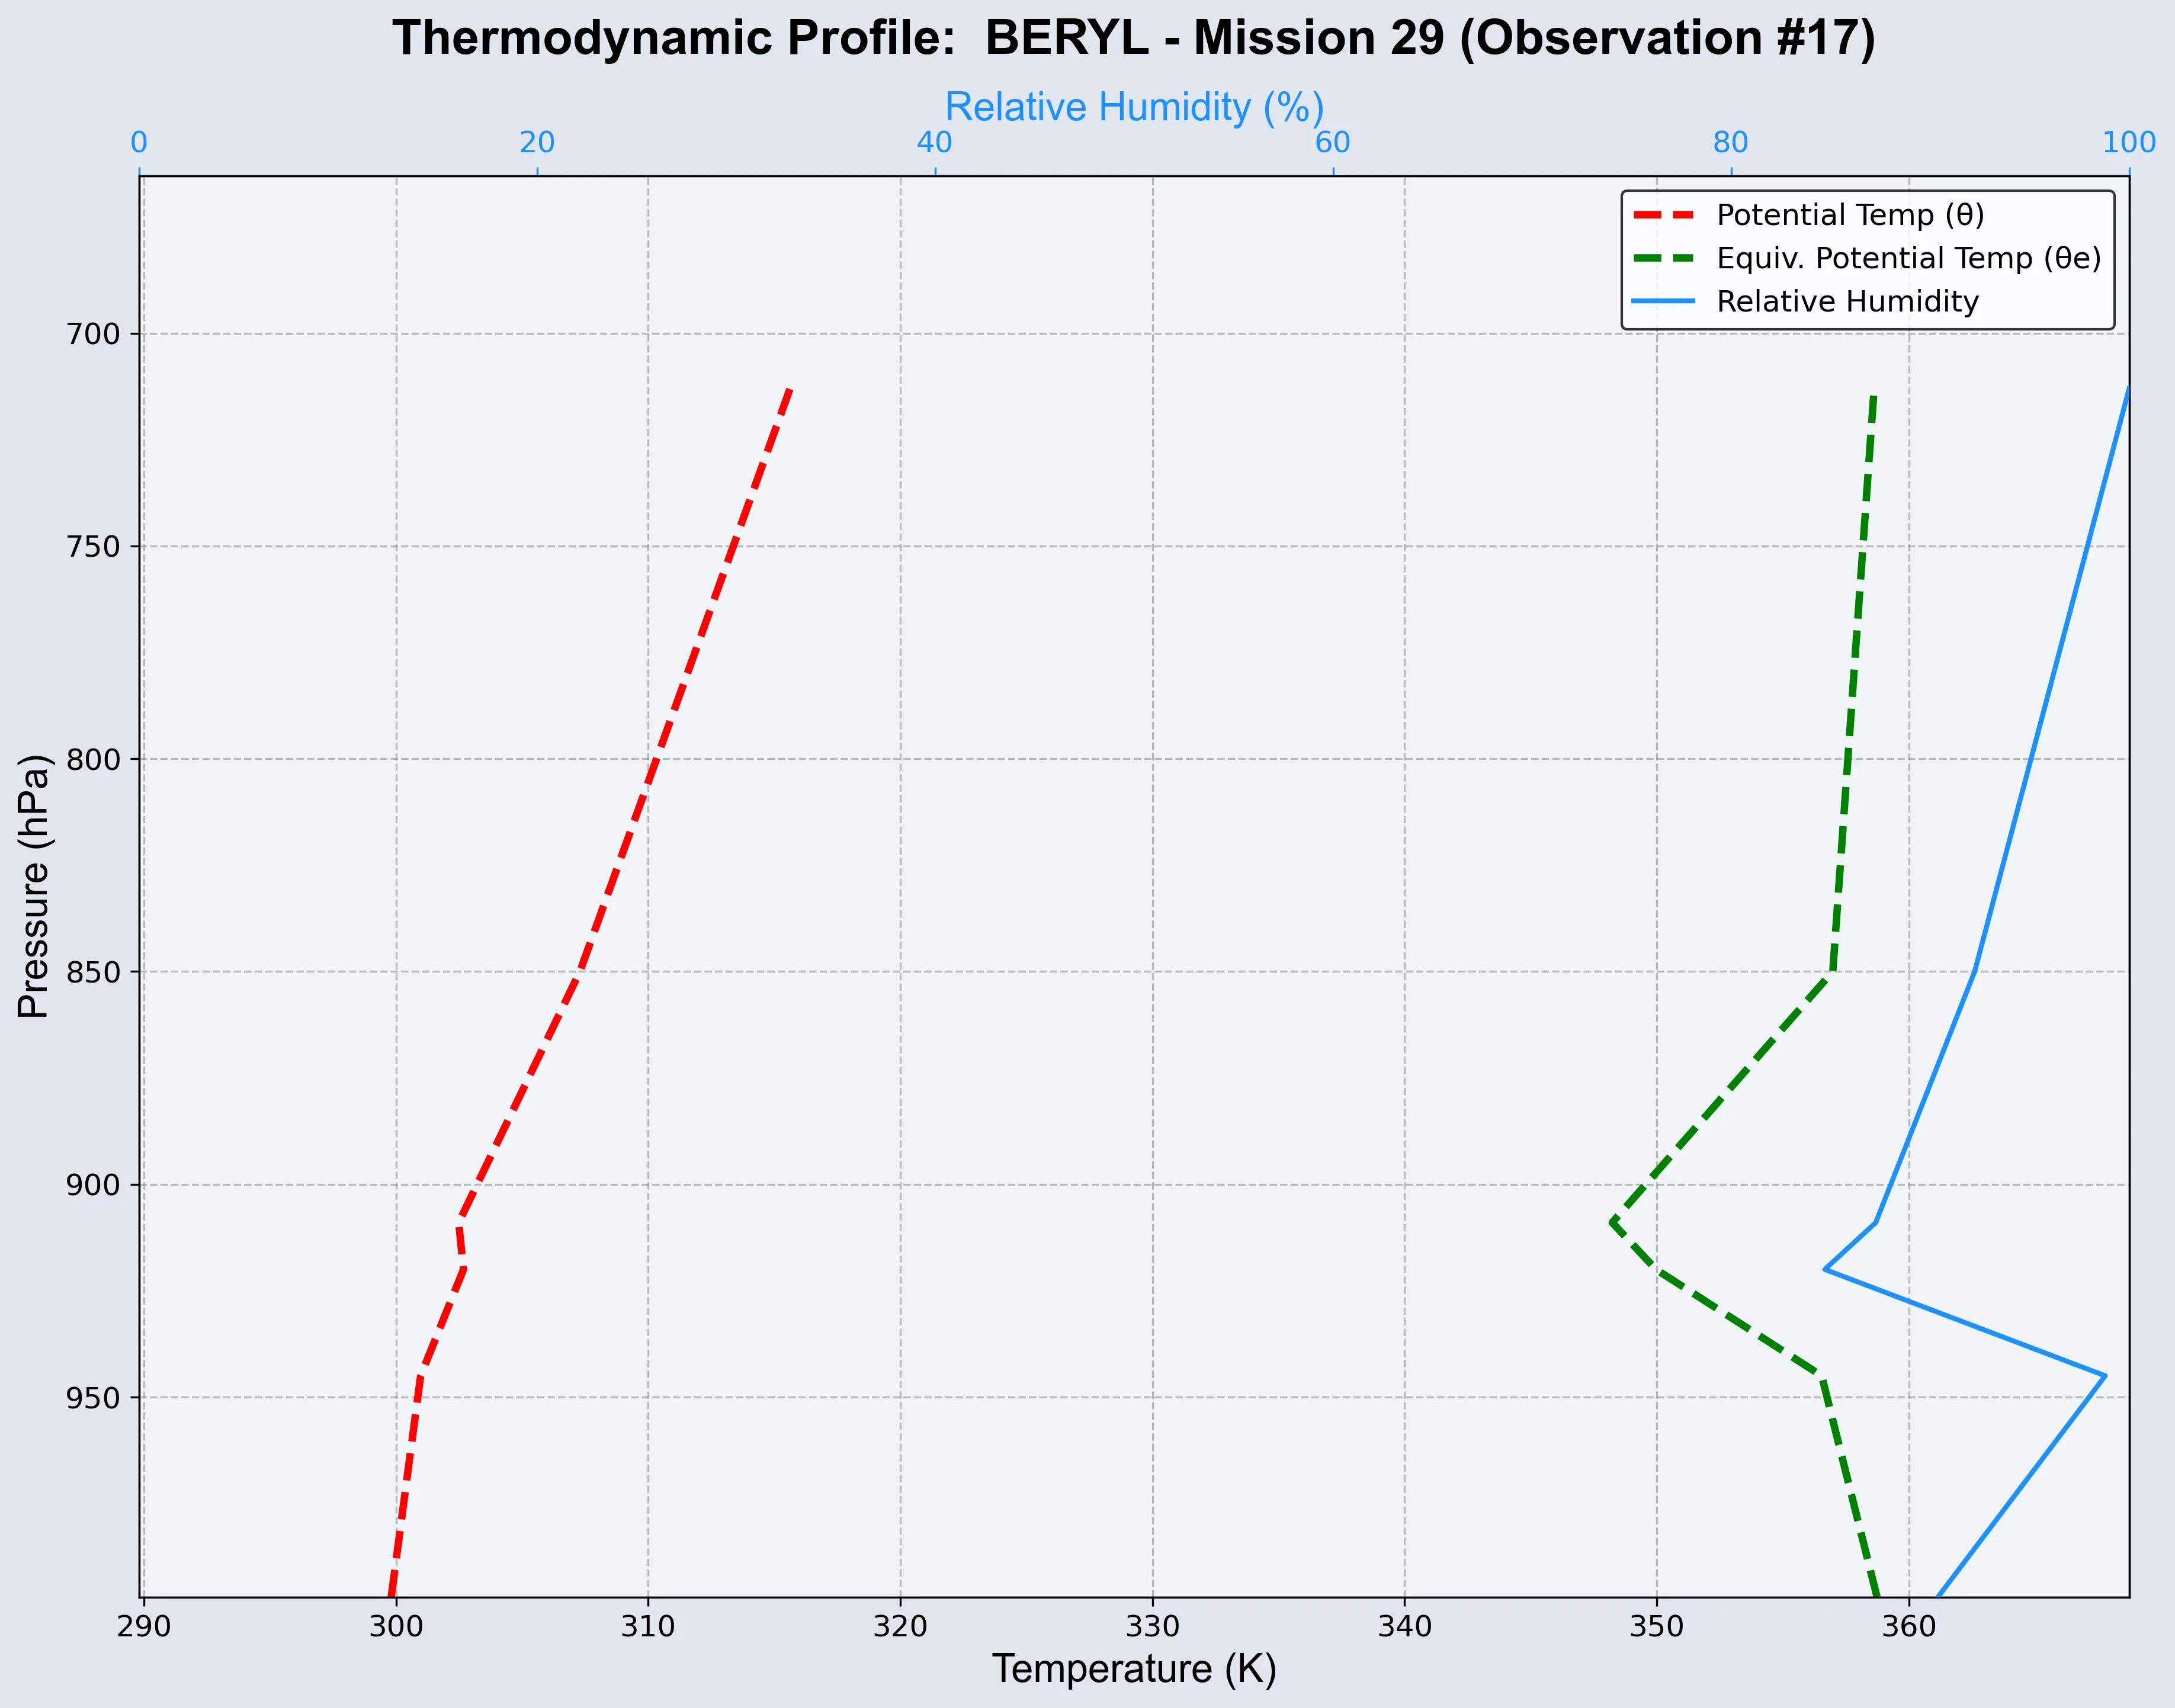 Thermodynamic Profile:  BERYL - Mission 29 (Observation #17)
Relative Humidity (%)
0 20 40 60 80 100
Potential Temp (θ)
Equiv. Potential Temp (θe)
Relative Humidity
700
750
800
850
900
950
Pressure (hPa)
290 300 310 320 330 340 350 360
Temperature (K)